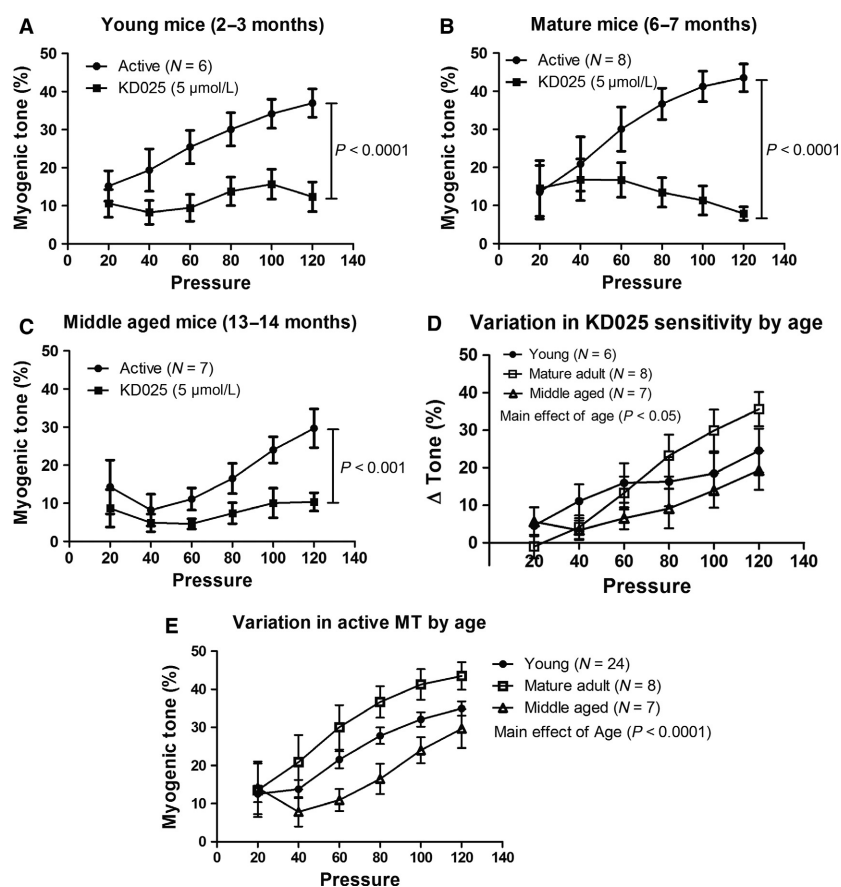 A
Young mice (2–3 months)
Myogenic tone (%)
50
40
30
20
10
0
Active (N = 6)
KD025 (5 µmol/L)
P < 0.0001
0 20 40 60 80 100 120 140
Pressure
B
Mature mice (6–7 months)
Myogenic tone (%)
50
40
30
20
10
0
Active (N = 8)
KD025 (5 µmol/L)
P < 0.0001
0 20 40 60 80 100 120 140
Pressure
C
Middle aged mice (13–14 months)
Myogenic tone (%)
50
40
30
20
10
0
Active (N = 7)
KD025 (5 µmol/L)
P < 0.001
0 20 40 60 80 100 120 140
Pressure
D
Variation in KD025 sensitivity by age
Δ Tone (%)
50
40
30
20
10
0
Young (N = 6)
Mature adult (N = 8)
Middle aged (N = 7)
Main effect of age (P < 0.05)
20 40 60 80 100 120 140
Pressure
E
Variation in active MT by age
Myogenic tone (%)
50
40
30
20
10
0
Young (N = 24)
Mature adult (N = 8)
Middle aged (N = 7)
Main effect of Age (P < 0.0001)
0 20 40 60 80 100 120 140
Pressure